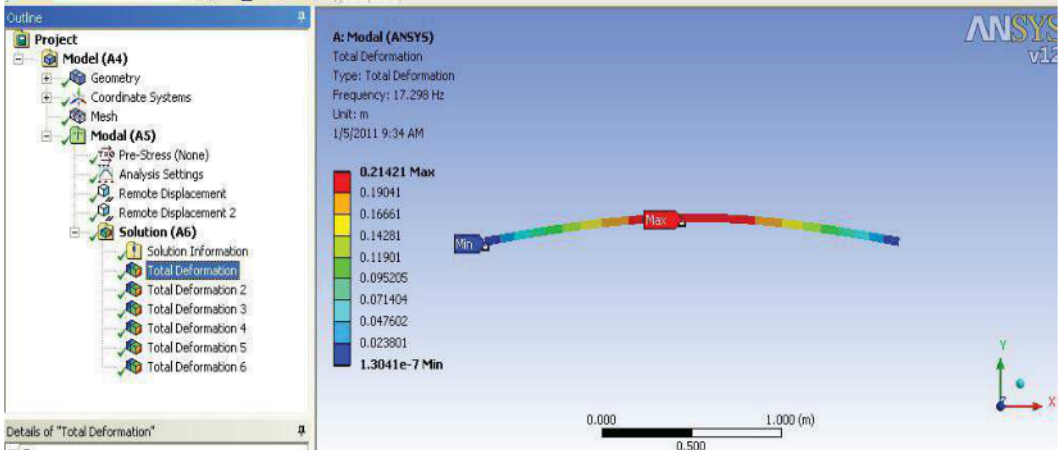 Outline
Project
Model (A4)
Geometry
Coordinate Systems
Mesh
Modal (A5)
Pre-Stress (None)
Analysis Settings
Remote Displacement
Remote Displacement 2
Solution (A6)
Solution Information
Total Deformation
Total Deformation 2
Total Deformation 3
Total Deformation 4
Total Deformation 5
Total Deformation 6
Details of "Total Deformation"
A: Modal (ANSYS)
Total Deformation
Type: Total Deformation
Frequency: 17.298 Hz
Unit: m
1/5/2011 9:34 AM
0.21421 Max
0.19041
0.16661
0.14281
0.11901
0.095205
0.071404
0.047602
0.023801
1.3041e-7 Min
Min
Max
ANSYS
v12
Y
Z
X
0.000
1.000 (m)
0.500